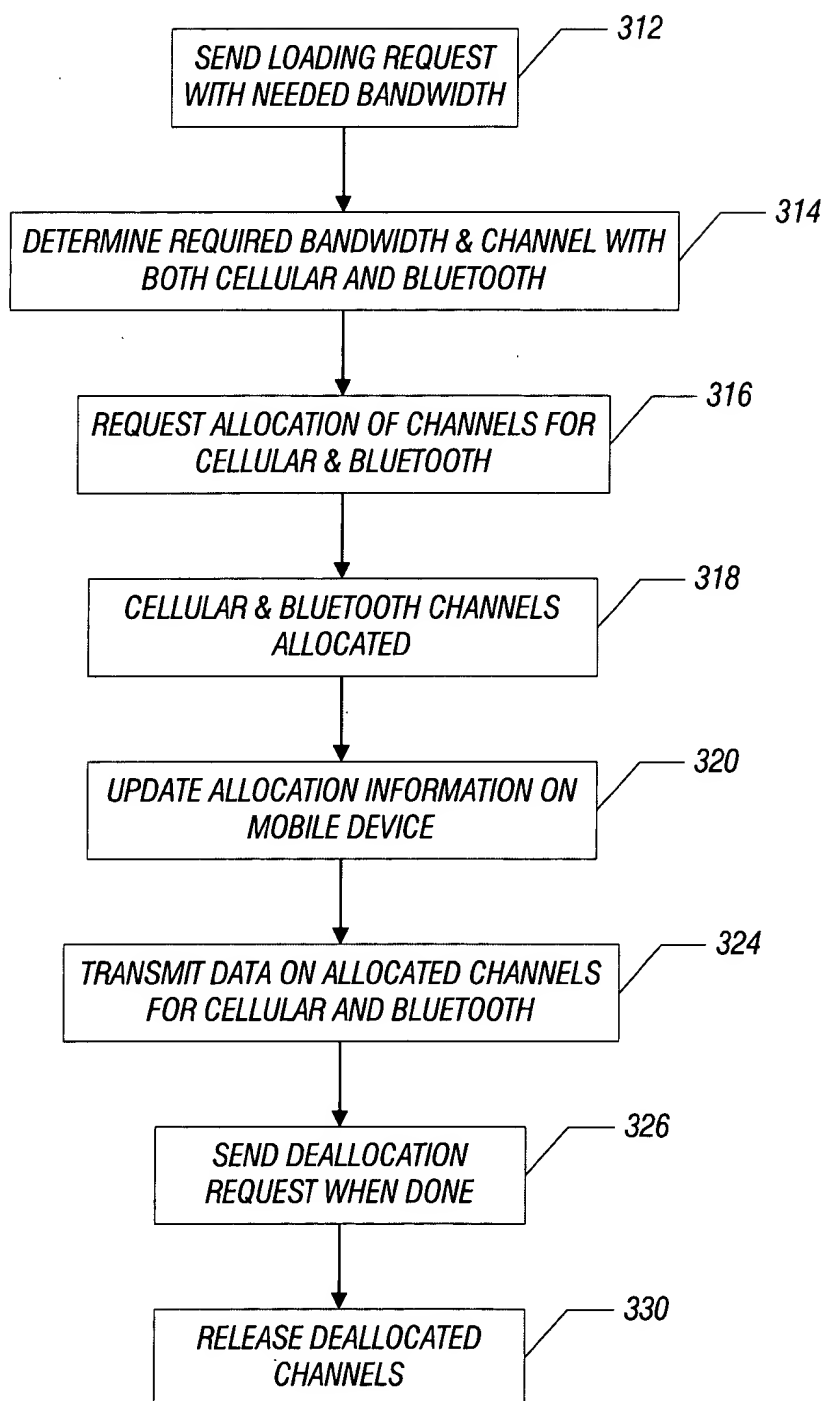 312
SEND LOADING REQUEST
WITH NEEDED BANDWIDTH
314
DETERMINE REQUIRED BANDWIDTH & CHANNEL WITH
BOTH CELLULAR AND BLUETOOTH
316
REQUEST ALLOCATION OF CHANNELS FOR
CELLULAR & BLUETOOTH
318
CELLULAR & BLUETOOTH CHANNELS
ALLOCATED
320
UPDATE ALLOCATION INFORMATION ON
MOBILE DEVICE
324
TRANSMIT DATA ON ALLOCATED CHANNELS
FOR CELLULAR AND BLUETOOTH
326
SEND DEALLOCATION
REQUEST WHEN DONE
330
RELEASE DEALLOCATED
CHANNELS